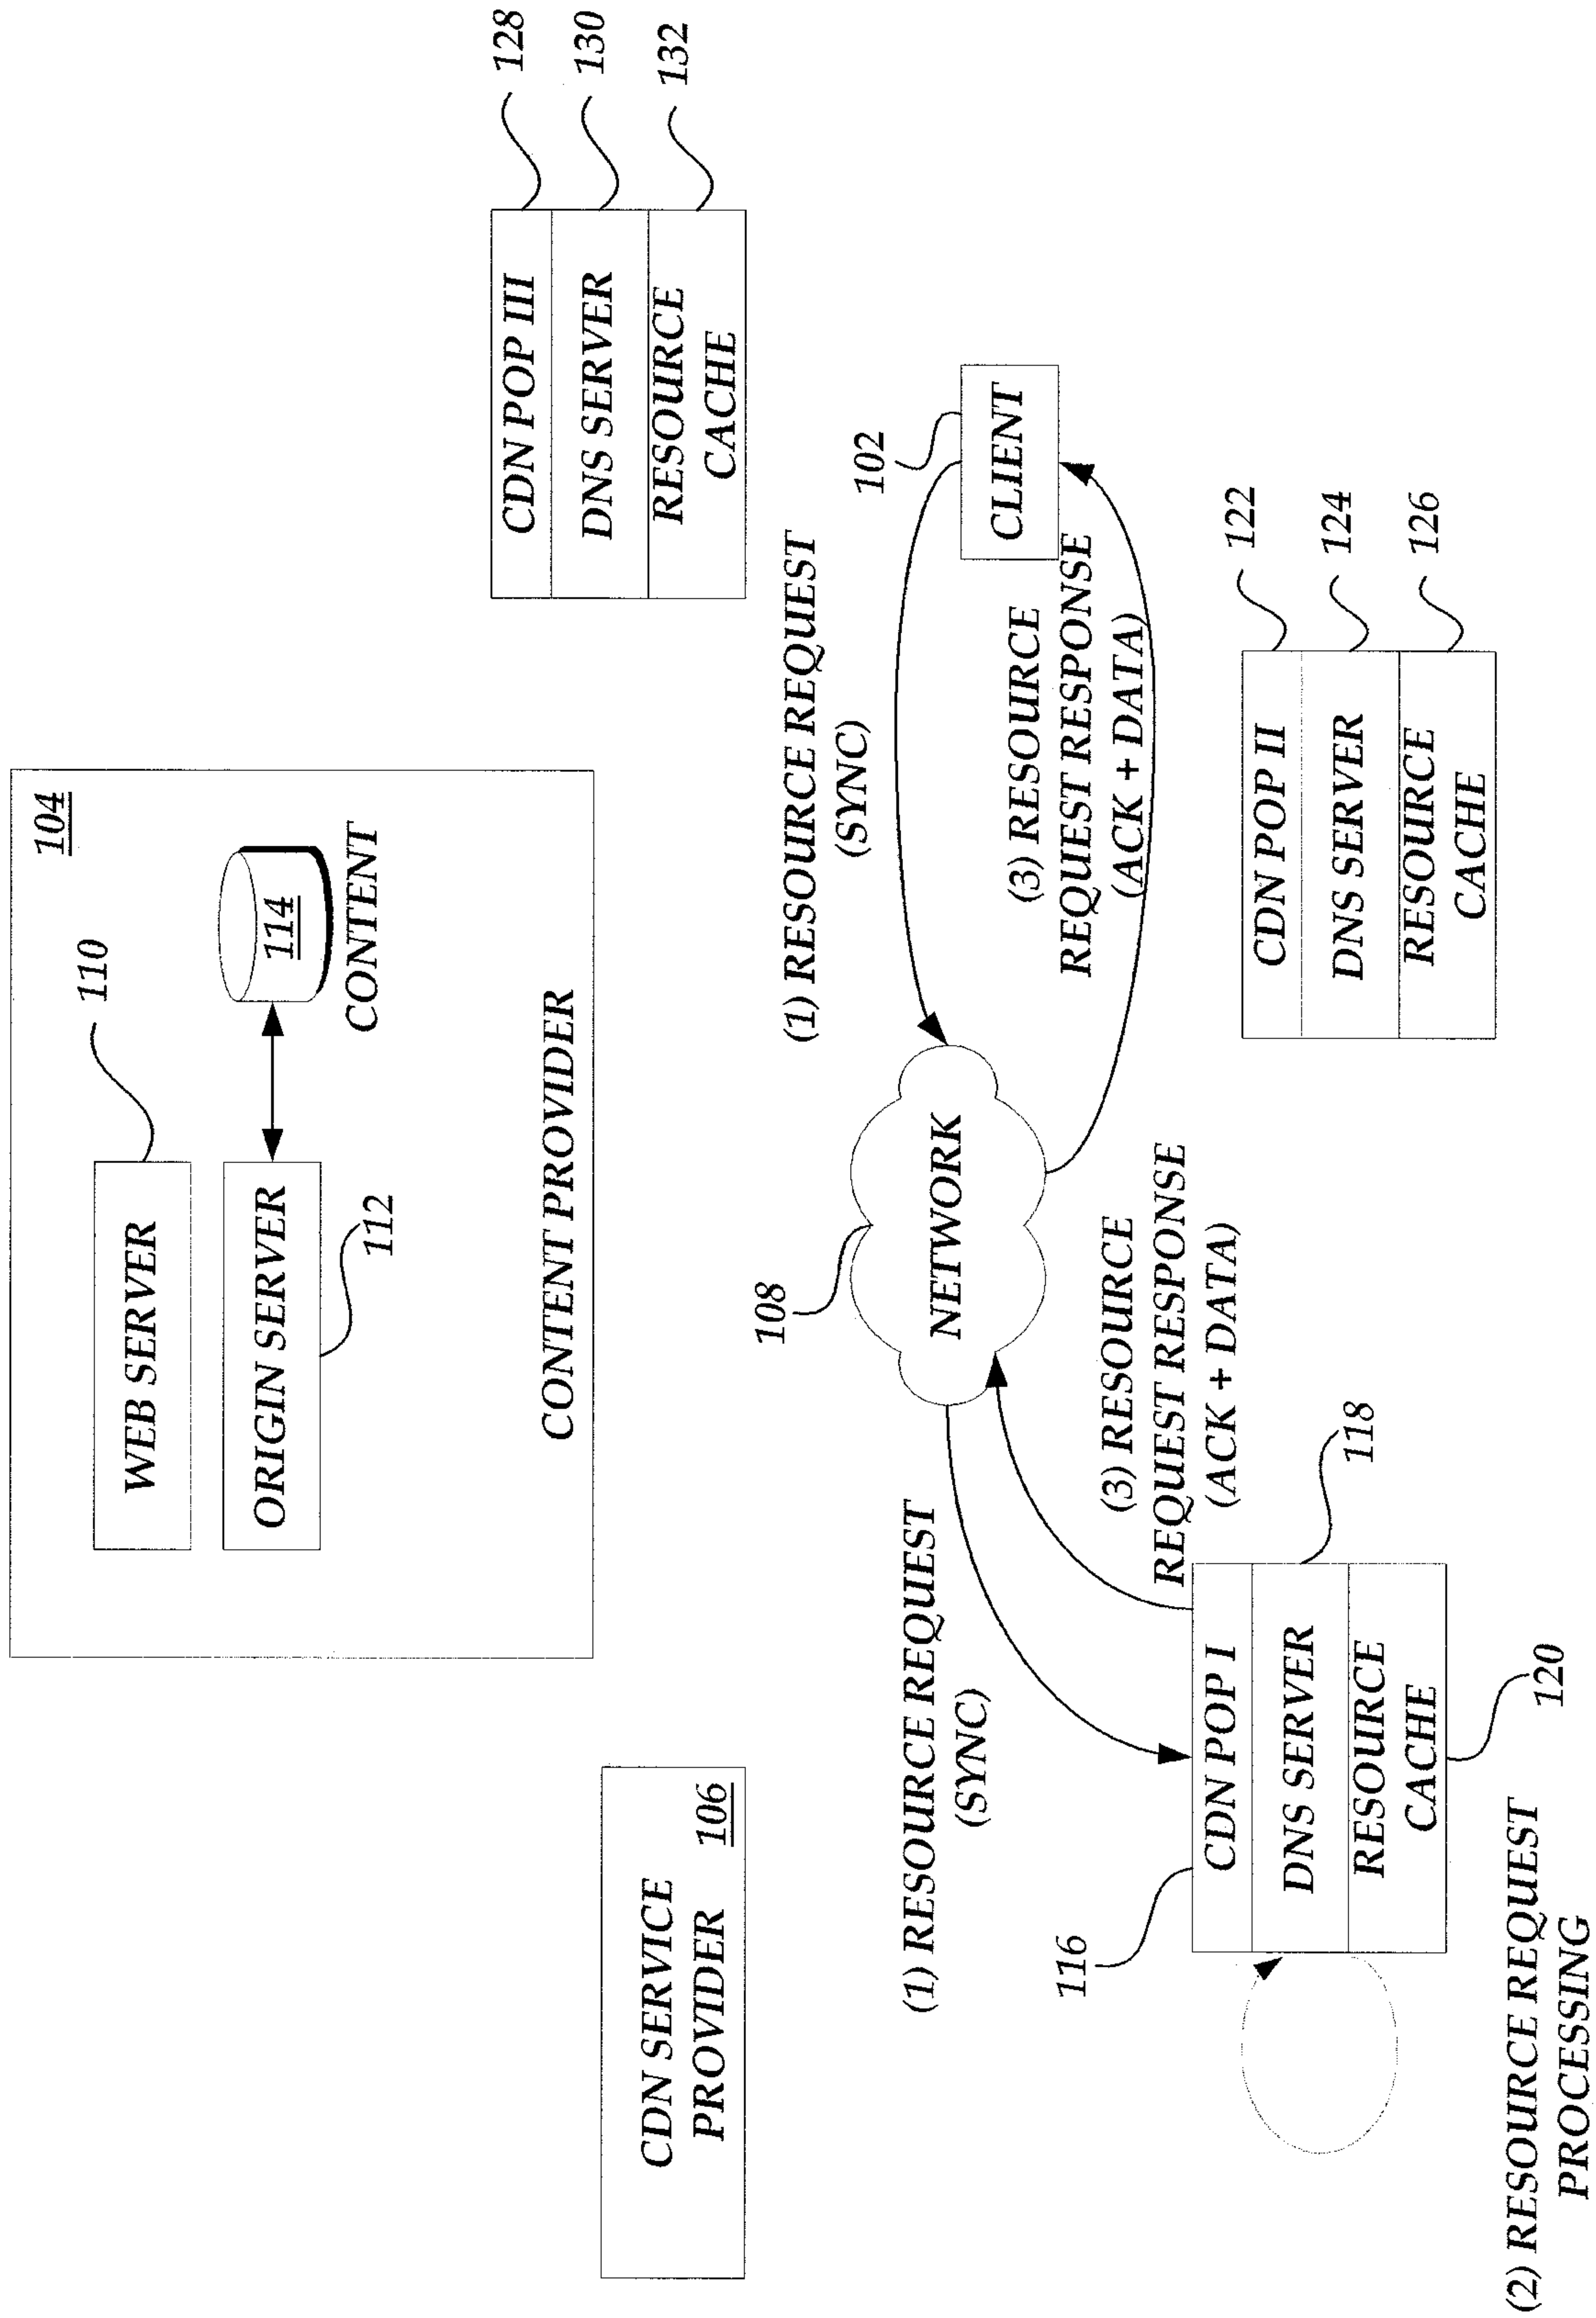 104
WEB SERVER
110
ORIGIN SERVER
112
114
CONTENT
CONTENT PROVIDER
CDN SERVICE
PROVIDER
106
CDN POP III
DNS SERVER
RESOURCE
CACHE
128
130
132
(1) RESOURCE REQUEST
(SYNC)
102
CLIENT
108
NETWORK
(3) RESOURCE
REQUEST RESPONSE
(ACK + DATA)
(1) RESOURCE REQUEST
(SYNC)
(3) RESOURCE
REQUEST RESPONSE
(ACK + DATA)
116
CDN POP I
DNS SERVER
RESOURCE
CACHE
118
120
CDN POP II
DNS SERVER
RESOURCE
CACHE
122
124
126
(2) RESOURCE REQUEST
PROCESSING